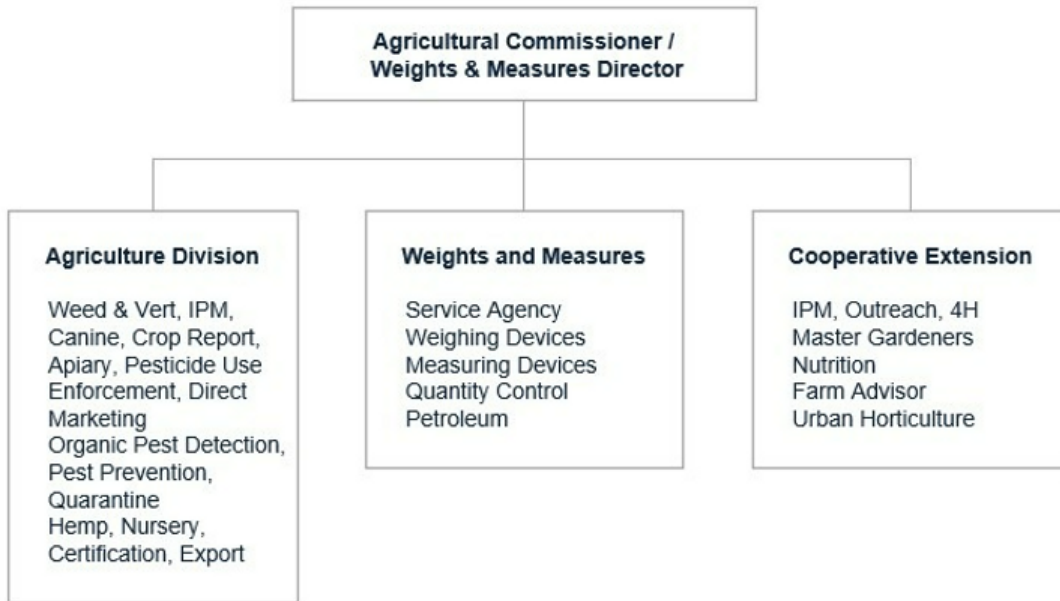 Agricultural Commissioner /
Weights & Measures Director
Agriculture Division
Weed & Vert, IPM,
Canine, Crop Report,
Apiary, Pesticide Use
Enforcement, Direct
Marketing
Organic Pest Detection,
Pest Prevention,
Quarantine
Hemp, Nursery,
Certification, Export
Weights and Measures
Service Agency
Weighing Devices
Measuring Devices
Quantity Control
Petroleum
Cooperative Extension
IPM, Outreach, 4H
Master Gardeners
Nutrition
Farm Advisor
Urban Horticulture